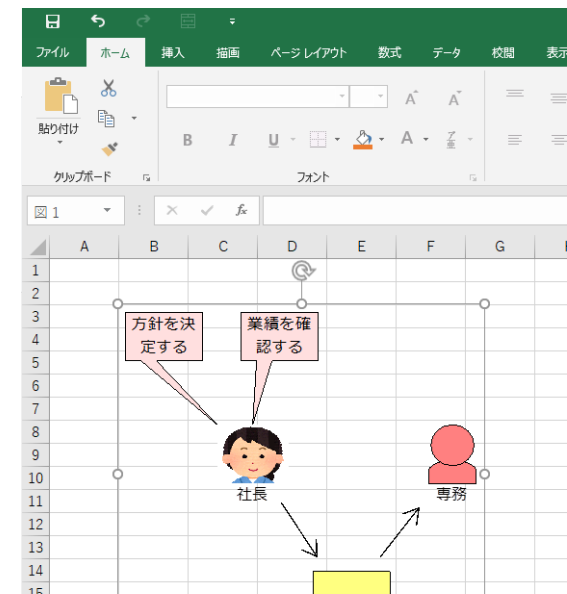 ファイル ホーム 挿入 描画 ページ レイアウト 数式 データ 校閲 表示
貼り付け
B I U A A A
クリップボード フォント
図 1 fx
A B C D E F G
1
2
3
4
5
6
7
8
9
10
11
12
13
14
15
方針を決
定する
業績を確
認する
社長
専務